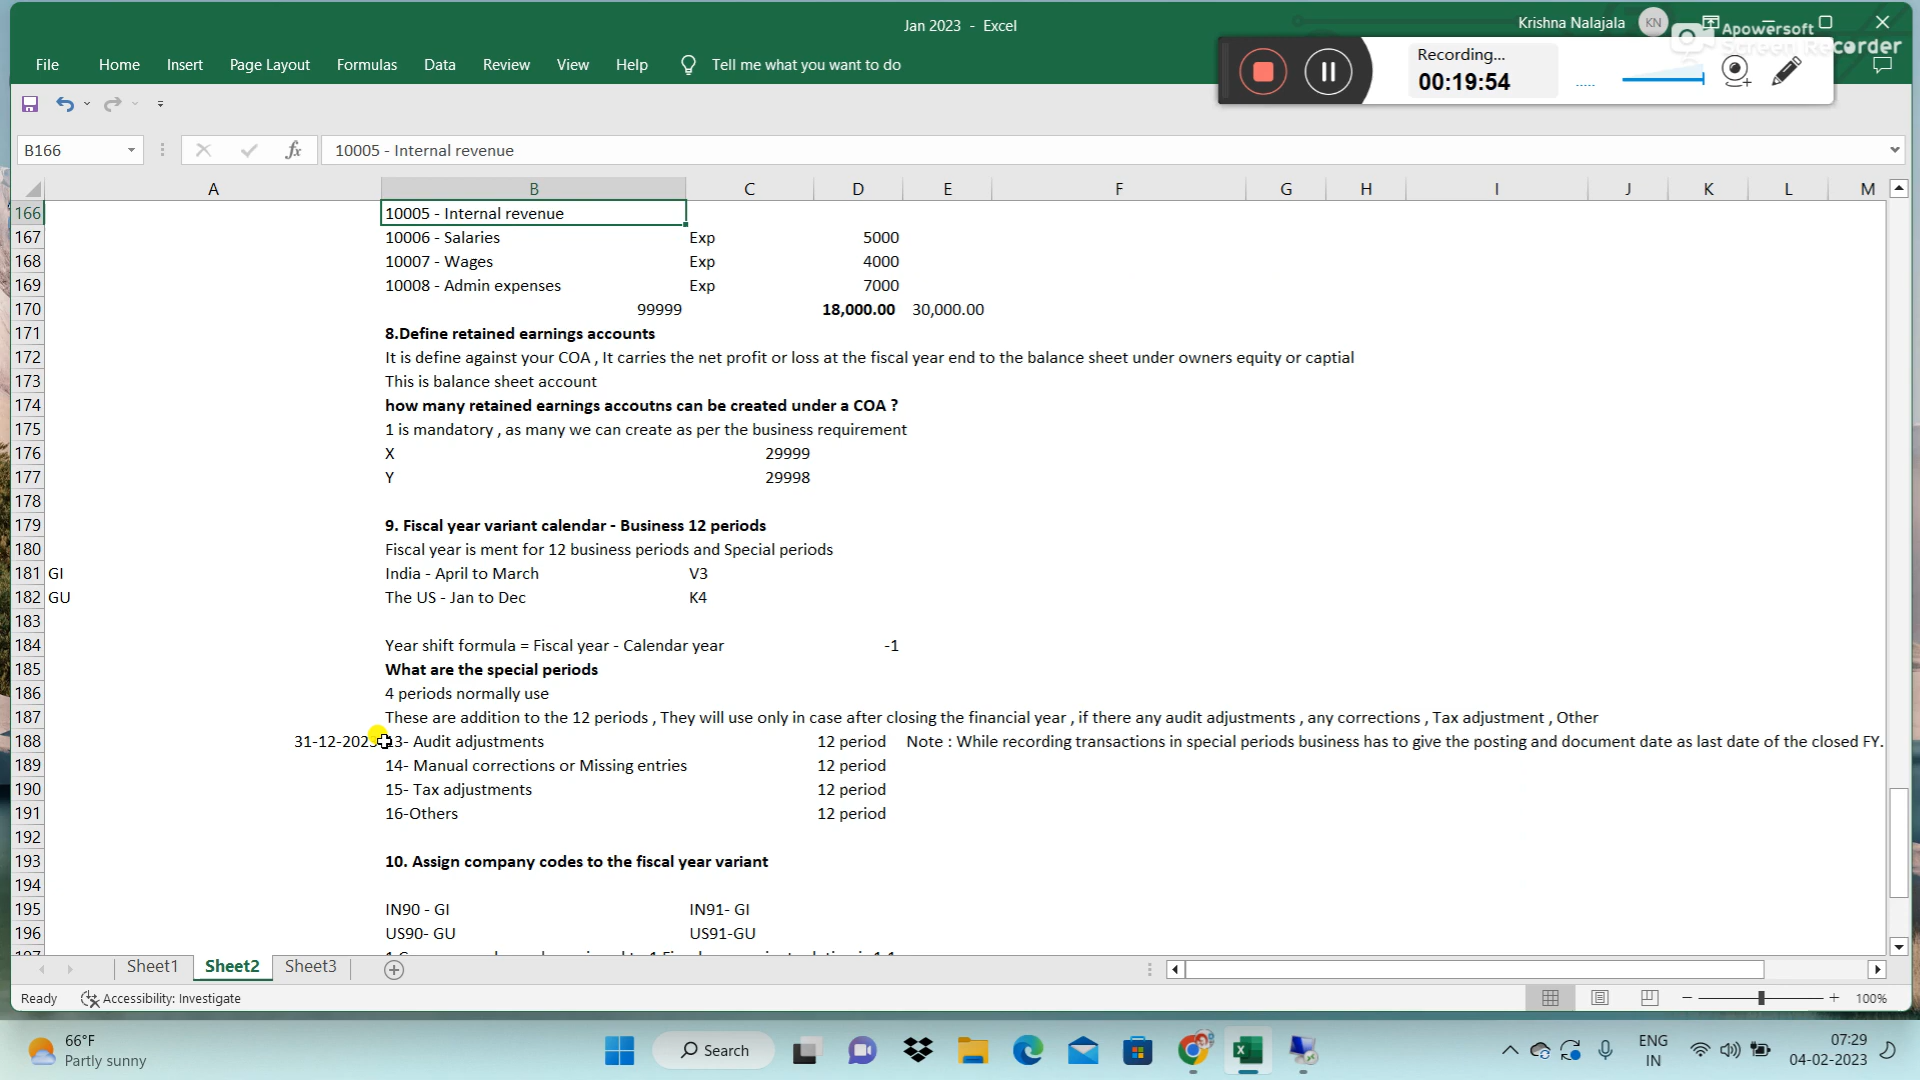 Jan 2023 - Excel
Krishna Nalajala KN
Apowersoft
Screen Recorder
File Home Insert Page Layout Formulas Data Review View Help Tell me what you want to do
Recording...
00:19:54
B166 fx 10005 - Internal revenue
A B C D E F G H I J K L M
166 10005 - Internal revenue
167 10006 - Salaries Exp 5000
168 10007 - Wages Exp 4000
169 10008 - Admin expenses Exp 7000
170 99999 18,000.00 30,000.00
171 8.Define retained earnings accounts
172 It is define against your COA , It carries the net profit or loss at the fiscal year end to the balance sheet under owners equity or captial
173 This is balance sheet account
174 how many retained earnings accoutns can be created under a COA ?
175 1 is mandatory , as many we can create as per the business requirement
176 X 29999
177 Y 29998
178
179 9. Fiscal year variant calendar - Business 12 periods
180 Fiscal year is ment for 12 business periods and Special periods
181 GI India - April to March V3
182 GU The US - Jan to Dec K4
183
184 Year shift formula = Fiscal year - Calendar year -1
185 What are the special periods
186 4 periods normally use
187 These are addition to the 12 periods , They will use only in case after closing the financial year , if there any audit adjustments , any corrections , Tax adjustment , Other
188 31-12-2023 13- Audit adjustments 12 period Note : While recording transactions in special periods business has to give the posting and document date as last date of the closed FY.
189 14- Manual corrections or Missing entries 12 period
190 15- Tax adjustments 12 period
191 16-Others 12 period
192
193 10. Assign company codes to the fiscal year variant
194
195 IN90 - GI IN91- GI
196 US90- GU US91-GU
Sheet1 Sheet2 Sheet3
Ready Accessibility: Investigate 100%
66°F
Partly sunny
Search
ENG
IN
07:29
04-02-2023